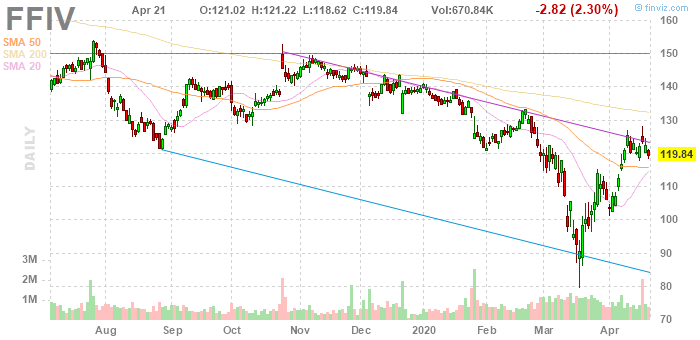 © finviz.com
FFIV
Apr 21
O:121.02 H:121.22 L:118.62 C:119.84
Vol:670.84K
-2.82 (2.30%)
SMA 50
SMA 200
SMA 20
DAILY
160
150
140
130
120
119.84
110
100
90
80
70
3M
2M
1M
Aug Sep Oct Nov Dec 2020 Feb Mar Apr